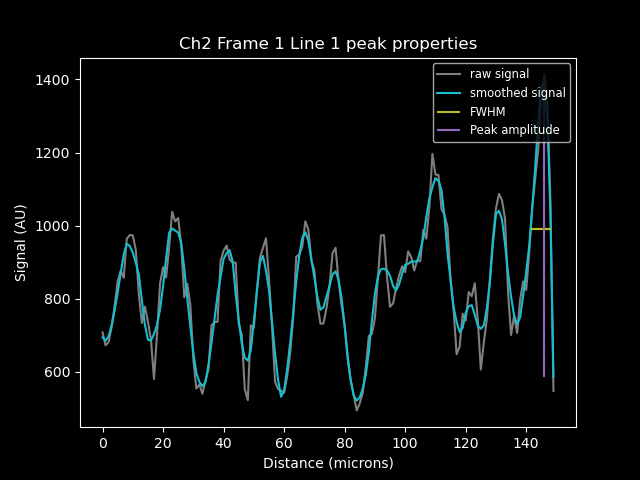 Ch2 Frame 1 Line 1 peak properties
raw signal
smoothed signal
FWHM
Peak amplitude
Signal (AU)
1400
1200
1000
800
600
0 20 40 60 80 100 120 140
Distance (microns)